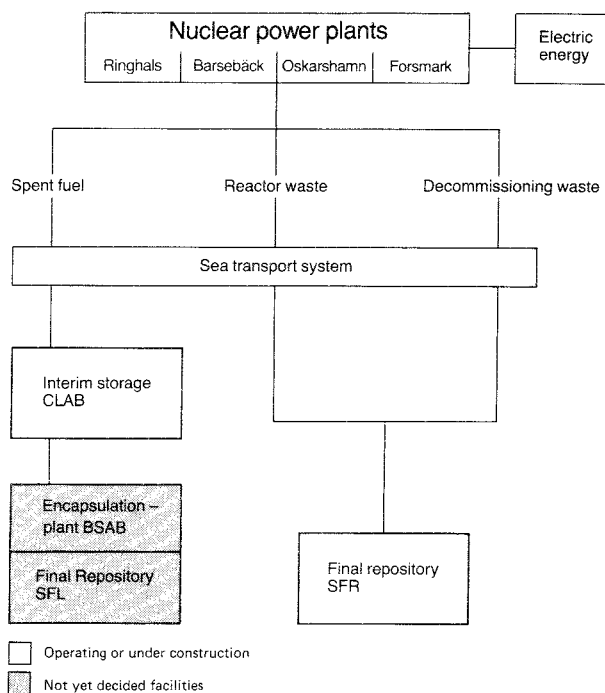 Nuclear power plants
Ringhals Barsebäck Oskarshamn Forsmark
Electric
energy
Spent fuel
Reactor waste
Decommissioning waste
Sea transport system
Interim storage
CLAB
Encapsulation –
plant BSAB
Final Repository
SFL
Final repository
SFR
Operating or under construction
Not yet decided facilities